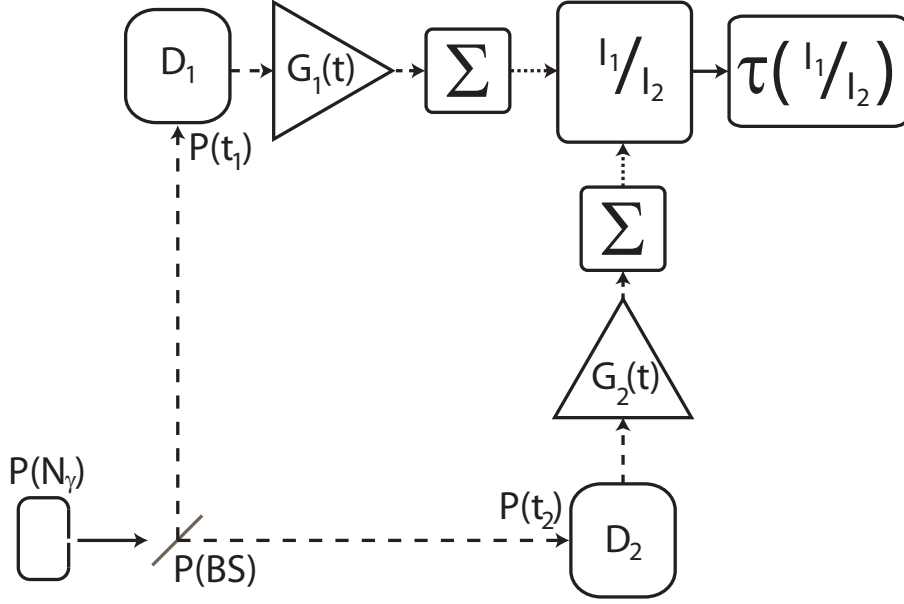 D₁
G₁(t)
Σ
I₁/I₂
τ(I₁/I₂)
P(t₁)
Σ
G₂(t)
P(Nγ)
P(t₂)
D₂
P(BS)